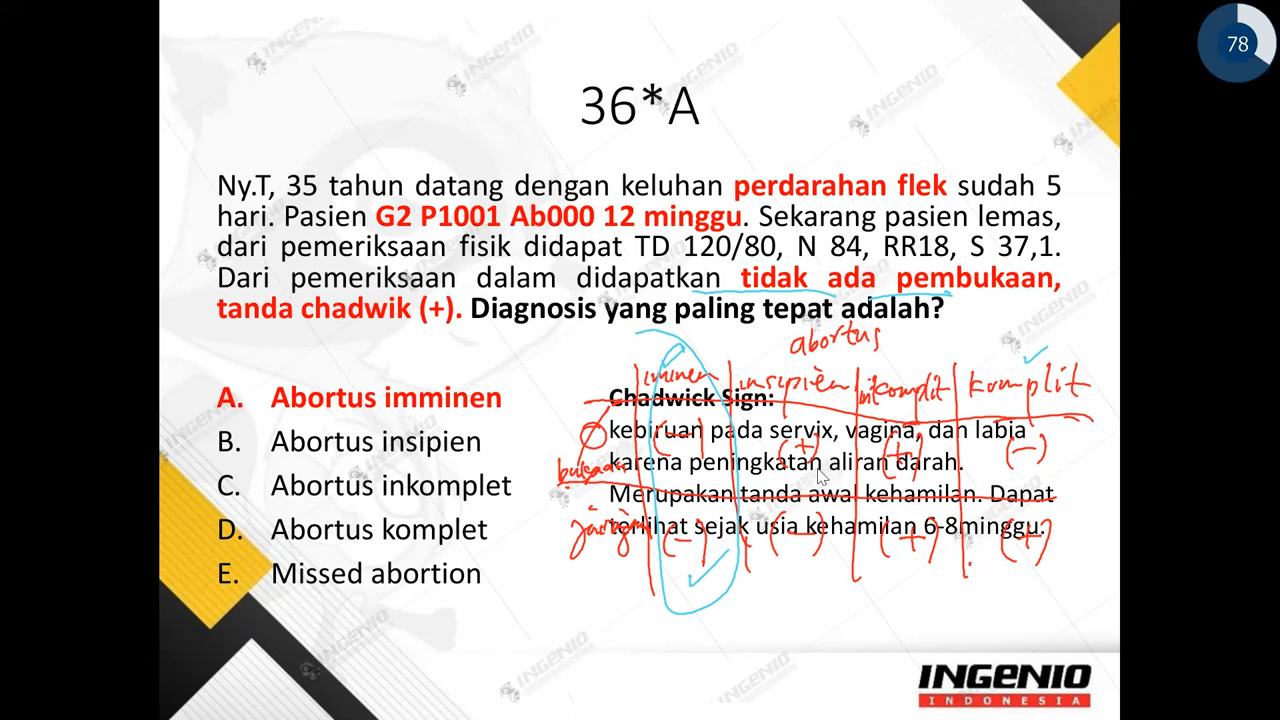 78
36*A
Ny.T, 35 tahun datang dengan keluhan perdarahan flek sudah 5
hari. Pasien G2 P1001 Ab000 12 minggu. Sekarang pasien lemas,
dari pemeriksaan fisik didapat TD 120/80, N 84, RR18, S 37,1.
Dari pemeriksaan dalam didapatkan tidak ada pembukaan,
tanda chadwik (+). Diagnosis yang paling tepat adalah?
abortus
A. Abortus imminen
B. Abortus insipien
C. Abortus inkomplet
D. Abortus komplet
E. Missed abortion
imminen insipien inkomplit komplit
Chadwick Sign:
kebiruan pada servix, vagina, dan labia
karena peningkatan aliran darah.
Merupakan tanda awal kehamilan. Dapat
terlihat sejak usia kehamilan 6-8minggu.
(-) (+) (+) (-)
jaringan (-) (-) (+) (+)
INGENIO
INDONESIA